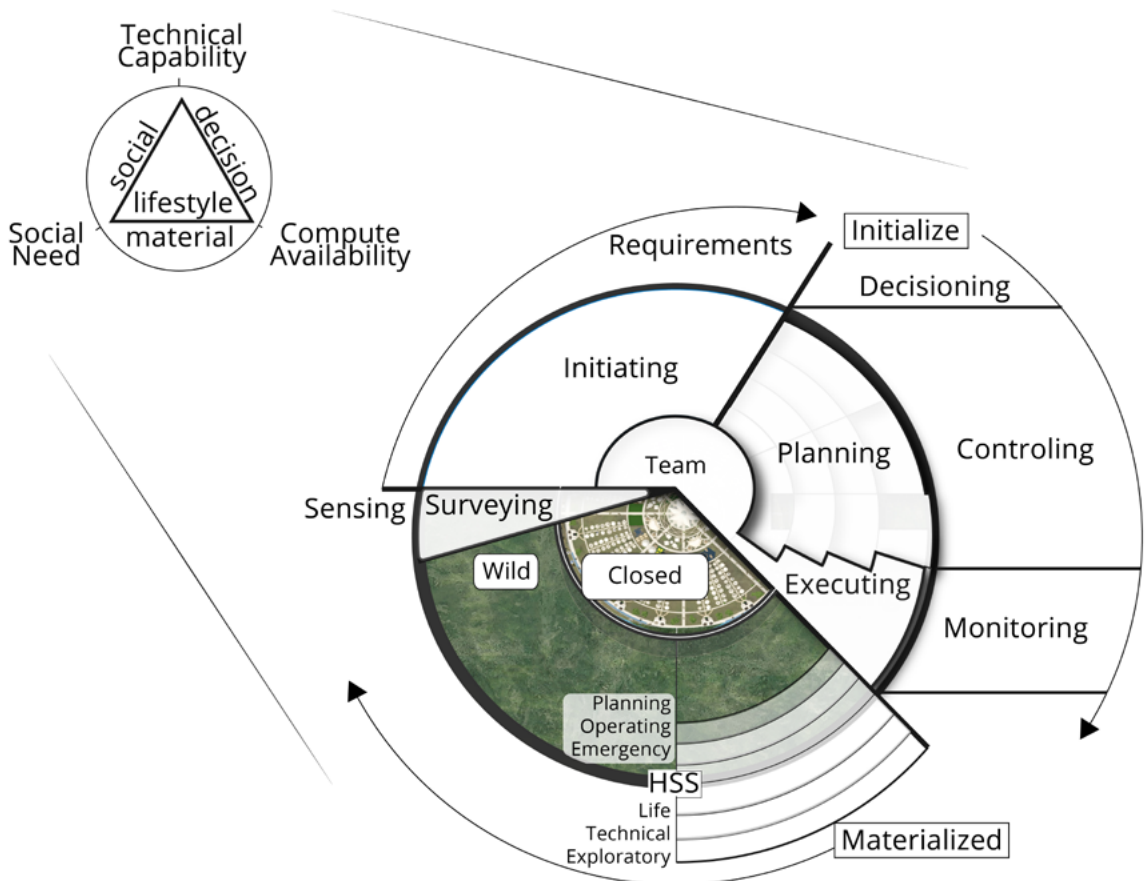 Technical
Capability
social
decision
lifestyle
material
Social
Need
Compute
Availability
Requirements
Initialize
Decisioning
Initiating
Team
Planning
Controling
Sensing
Surveying
Wild
Closed
Executing
Monitoring
Planning
Operating
Emergency
HSS
Life
Technical
Exploratory
Materialized